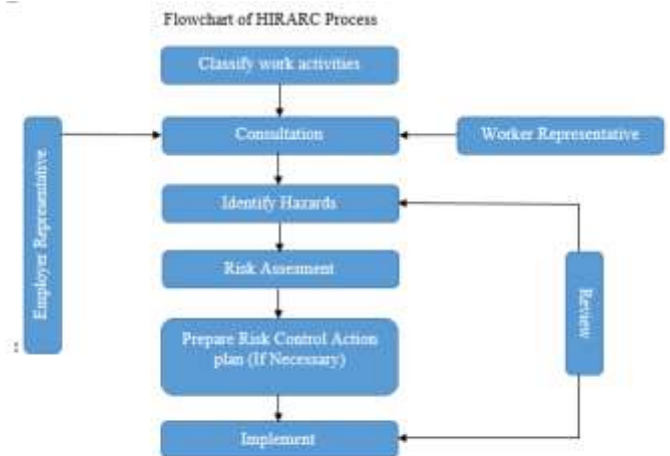 Flowchart of HIRARC Process
Classify work activities
Consultation
Employer Representative
Worker Representative
Identify Hazards
Risk Assesment
Review
Prepare Risk Control Action
plan (If Necessary)
Implement